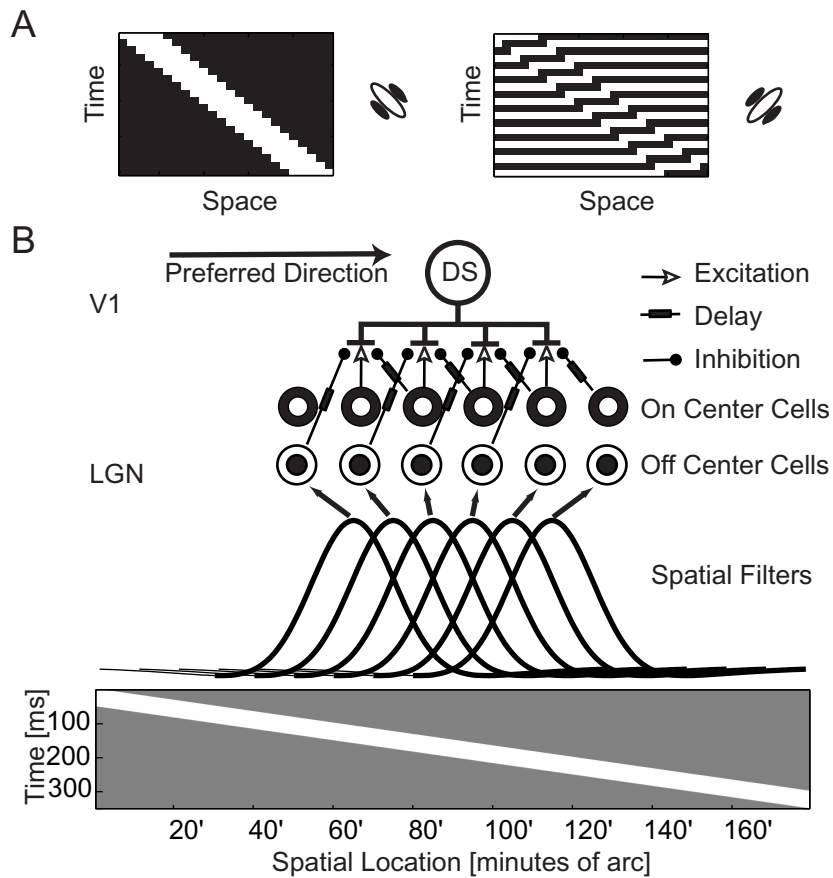 A
Time
Space
Time
Space
B
Preferred Direction
DS
V1
Excitation
Delay
Inhibition
On Center Cells
Off Center Cells
LGN
Spatial Filters
Time [ms]
100
200
300
20' 40' 60' 80' 100' 120' 140' 160'
Spatial Location [minutes of arc]